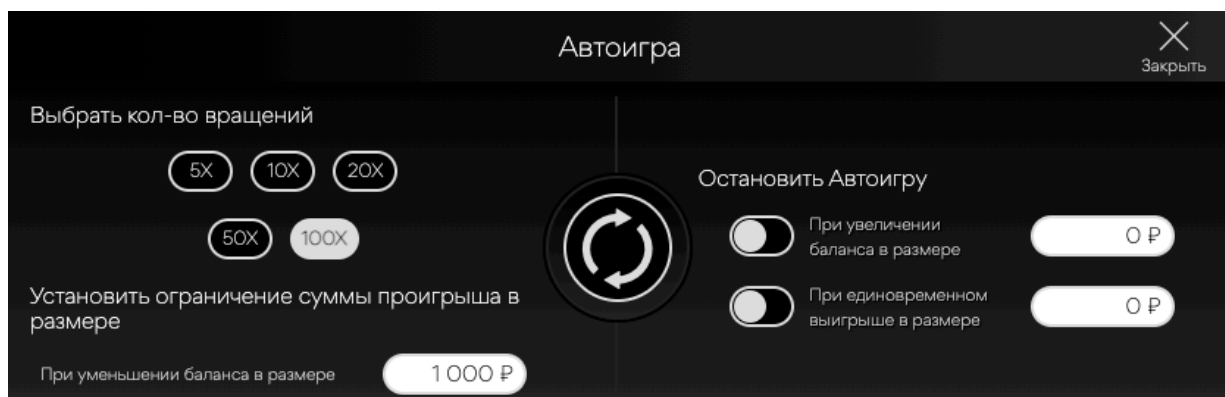 Автоигра
Закрыть
Выбрать кол-во вращений
5X 10X 20X
50X 100X
Установить ограничение суммы проигрыша в
размере
При уменьшении баланса в размере 1 000 ₽
Остановить Автоигру
При увеличении
баланса в размере
0 ₽
При единовременном
выигрыше в размере
0 ₽